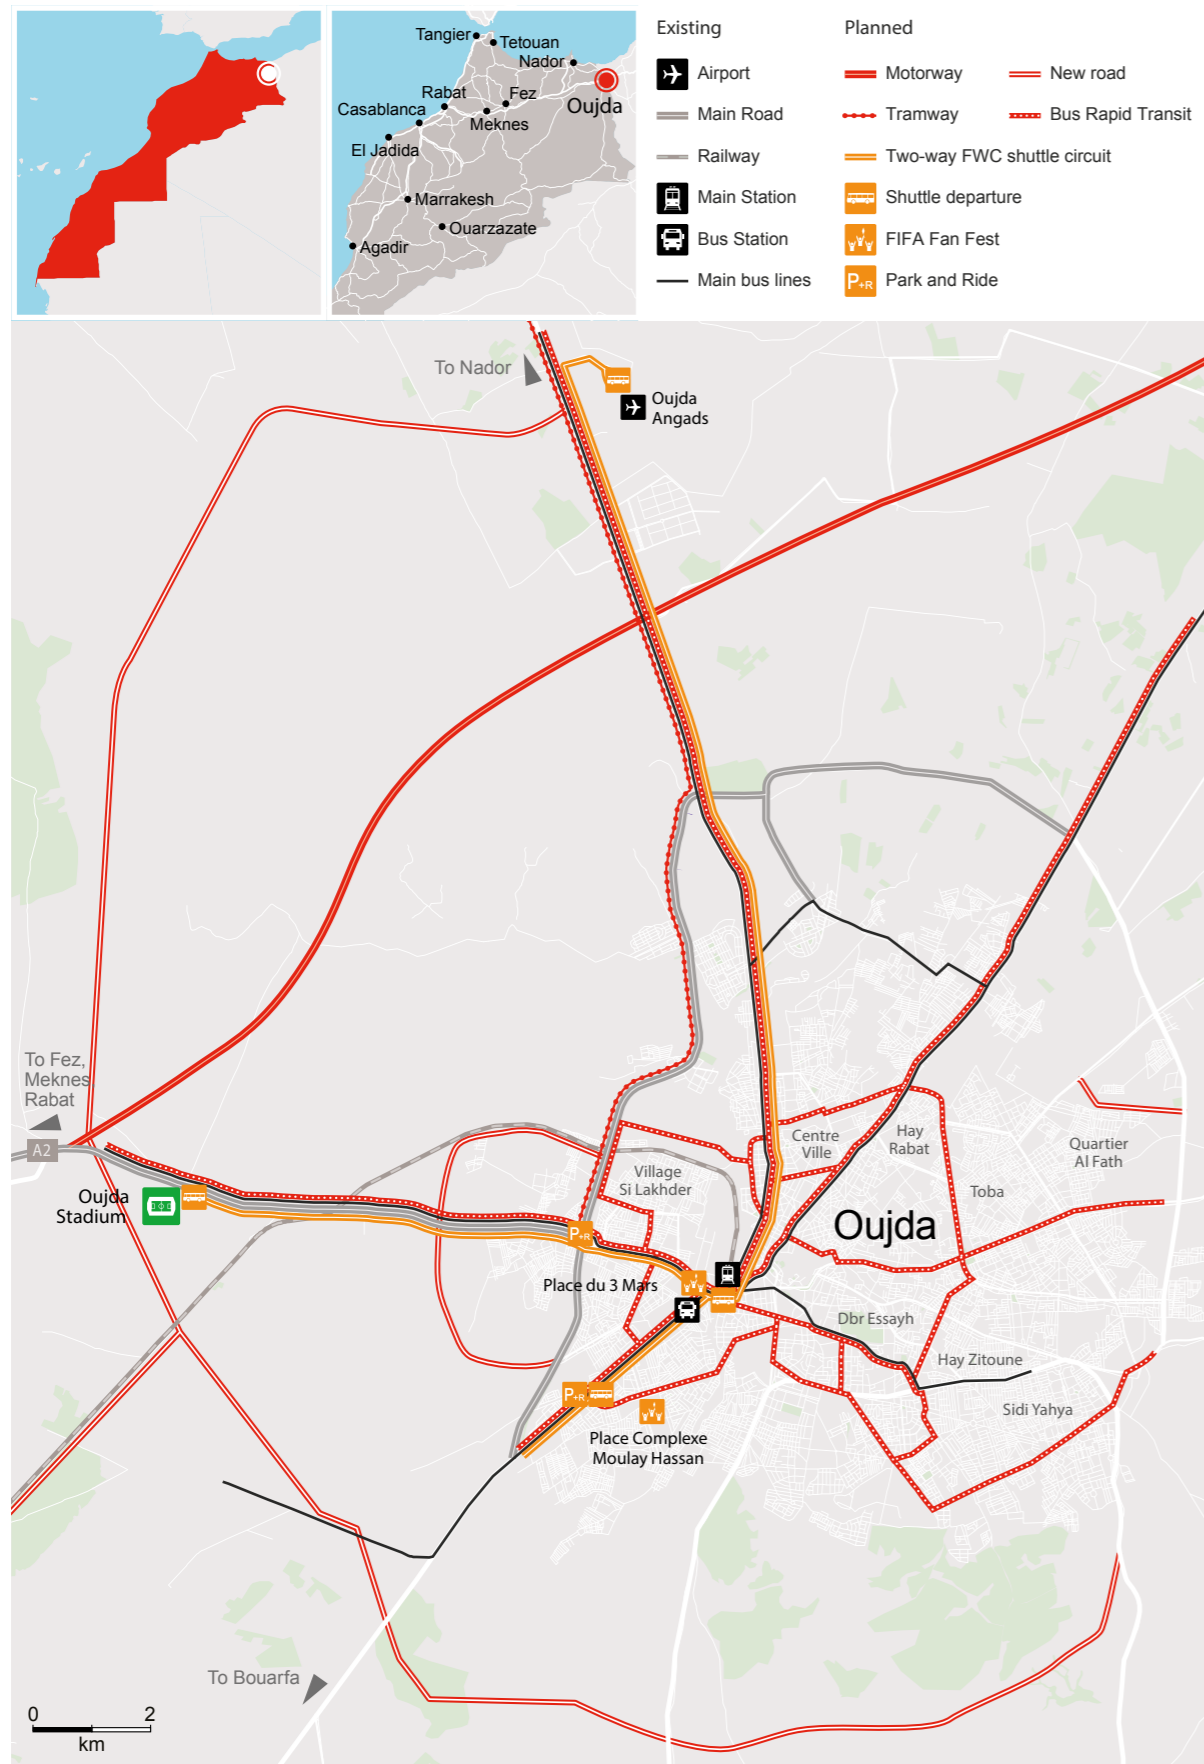 Tangier
Tetouan
Nador
Rabat
Fez
Casablanca
Meknes
Oujda
El Jadida
Marrakesh
Ouarzazate
Agadir
Existing
Planned
Airport
Motorway
New road
Main Road
Tramway
Bus Rapid Transit
Railway
Two-way FWC shuttle circuit
Main Station
Shuttle departure
Bus Station
FIFA Fan Fest
Main bus lines
P+R
Park and Ride
To Nador
Oujda
Angads
To Fez,
Meknes
Rabat
A2
Oujda
Stadium
Centre
Ville
Hay
Rabat
Quartier
Al Fath
Village
Si Lakhder
Toba
Oujda
P+R
Place du 3 Mars
Dbr Essayh
Hay Zitoune
P+R
Sidi Yahya
Place Complexe
Moulay Hassan
To Bouarfa
0 2
km